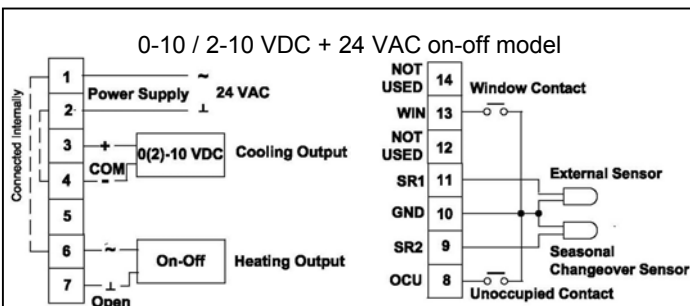 0-10 / 2-10 VDC + 24 VAC on-off model
Connected Internally
1
2
3
4
5
6
7
Power Supply
~
⊥
24 VAC
+
COM
-
0(2)-10 VDC
Cooling Output
~
⊥
Open
On-Off
Heating Output
NOT USED
14
WIN
13
NOT USED
12
SR1
11
GND
10
SR2
9
OCU
8
Window Contact
External Sensor
Seasonal
Changeover Sensor
Unoccupied Contact